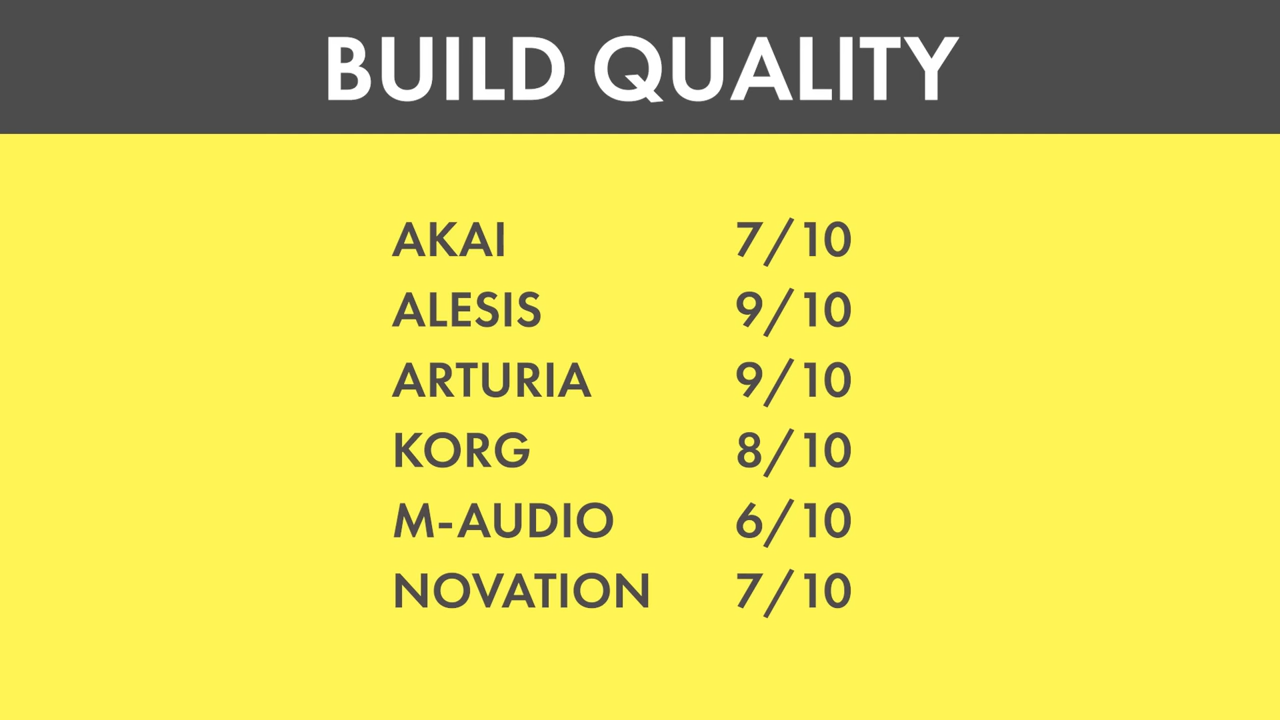 BUILD QUALITY
AKAI 7/10
ALESIS 9/10
ARTURIA 9/10
KORG 8/10
M-AUDIO 6/10
NOVATION 7/10